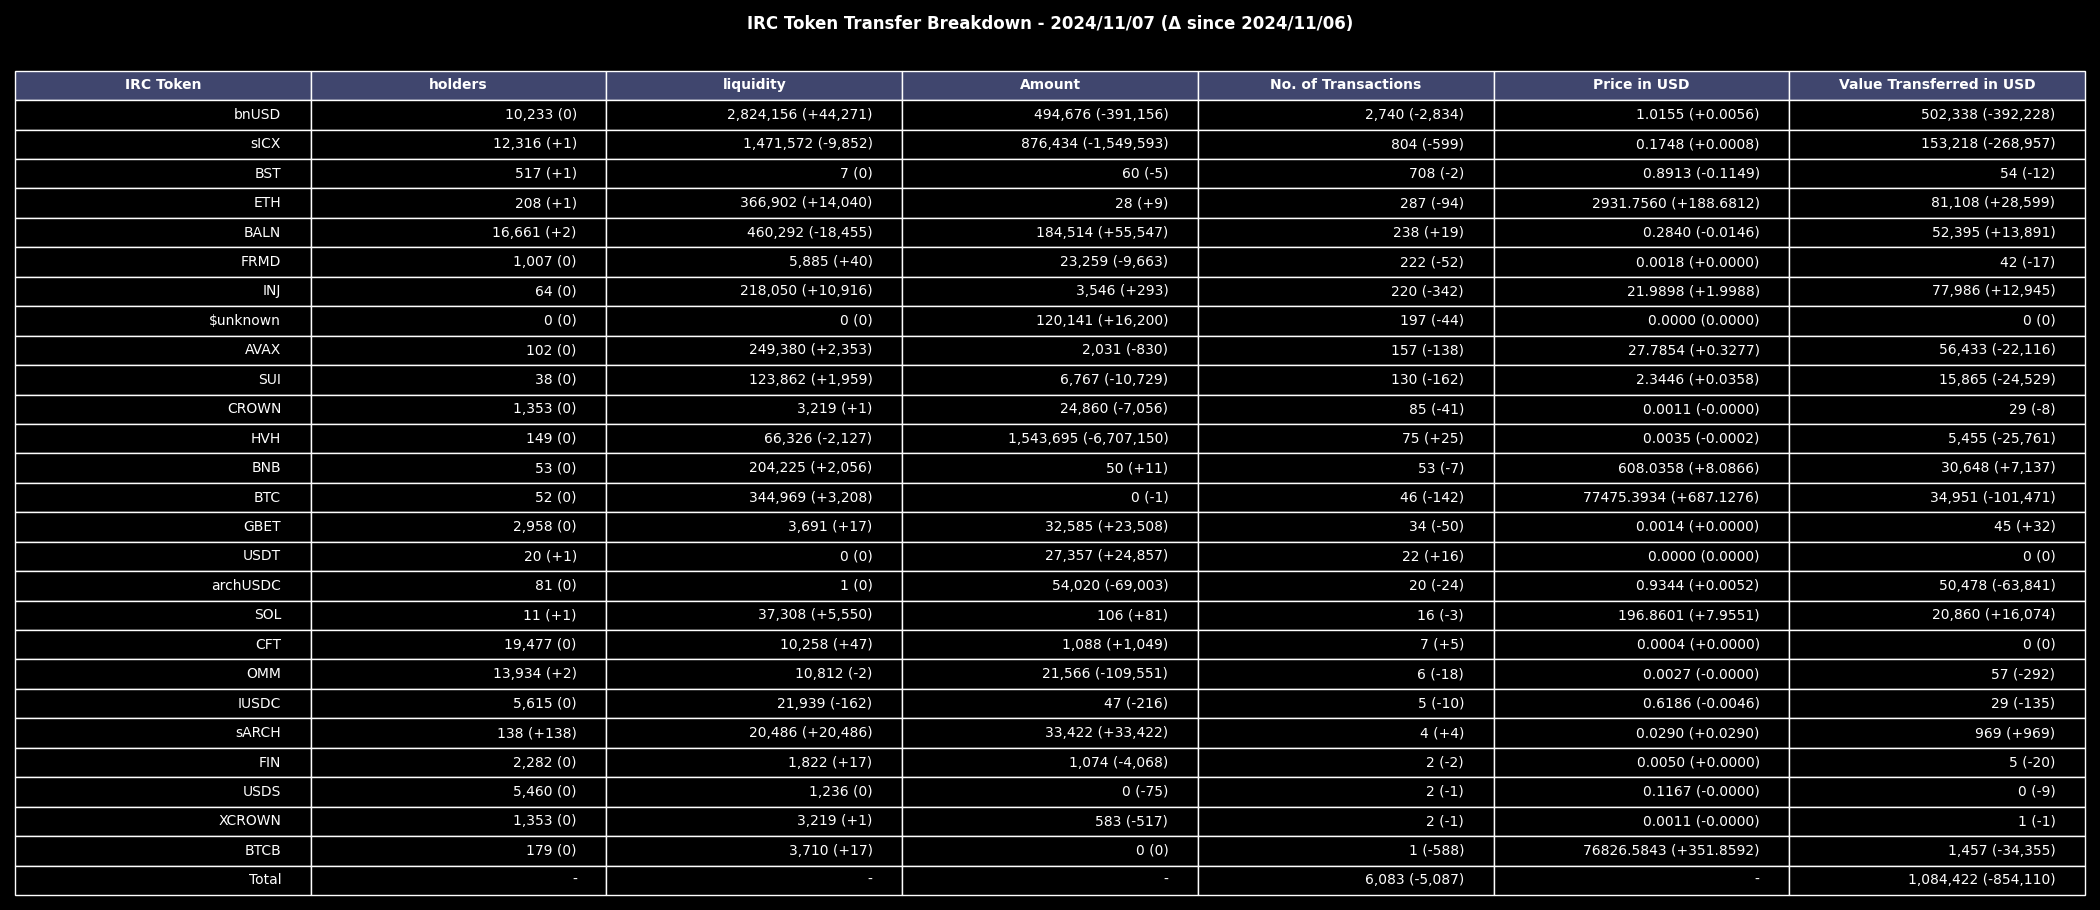 IRC Token Transfer Breakdown - 2024/11/07 (Δ since 2024/11/06)
IRC Token holders liquidity Amount No. of Transactions Price in USD Value Transferred in USD
bnUSD 10,233 (0) 2,824,156 (+44,271) 494,676 (-391,156) 2,740 (-2,834) 1.0155 (+0.0056) 502,338 (-392,228)
sICX 12,316 (+1) 1,471,572 (-9,852) 876,434 (-1,549,593) 804 (-599) 0.1748 (+0.0008) 153,218 (-268,957)
BST 517 (+1) 7 (0) 60 (-5) 708 (-2) 0.8913 (-0.1149) 54 (-12)
ETH 208 (+1) 366,902 (+14,040) 28 (+9) 287 (-94) 2931.7560 (+188.6812) 81,108 (+28,599)
BALN 16,661 (+2) 460,292 (-18,455) 184,514 (+55,547) 238 (+19) 0.2840 (-0.0146) 52,395 (+13,891)
FRMD 1,007 (0) 5,885 (+40) 23,259 (-9,663) 222 (-52) 0.0018 (+0.0000) 42 (-17)
INJ 64 (0) 218,050 (+10,916) 3,546 (+293) 220 (-342) 21.9898 (+1.9988) 77,986 (+12,945)
$unknown 0 (0) 0 (0) 120,141 (+16,200) 197 (-44) 0.0000 (0.0000) 0 (0)
AVAX 102 (0) 249,380 (+2,353) 2,031 (-830) 157 (-138) 27.7854 (+0.3277) 56,433 (-22,116)
SUI 38 (0) 123,862 (+1,959) 6,767 (-10,729) 130 (-162) 2.3446 (+0.0358) 15,865 (-24,529)
CROWN 1,353 (0) 3,219 (+1) 24,860 (-7,056) 85 (-41) 0.0011 (-0.0000) 29 (-8)
HVH 149 (0) 66,326 (-2,127) 1,543,695 (-6,707,150) 75 (+25) 0.0035 (-0.0002) 5,455 (-25,761)
BNB 53 (0) 204,225 (+2,056) 50 (+11) 53 (-7) 608.0358 (+8.0866) 30,648 (+7,137)
BTC 52 (0) 344,969 (+3,208) 0 (-1) 46 (-142) 77475.3934 (+687.1276) 34,951 (-101,471)
GBET 2,958 (0) 3,691 (+17) 32,585 (+23,508) 34 (-50) 0.0014 (+0.0000) 45 (+32)
USDT 20 (+1) 0 (0) 27,357 (+24,857) 22 (+16) 0.0000 (0.0000) 0 (0)
archUSDC 81 (0) 1 (0) 54,020 (-69,003) 20 (-24) 0.9344 (+0.0052) 50,478 (-63,841)
SOL 11 (+1) 37,308 (+5,550) 106 (+81) 16 (-3) 196.8601 (+7.9551) 20,860 (+16,074)
CFT 19,477 (0) 10,258 (+47) 1,088 (+1,049) 7 (+5) 0.0004 (+0.0000) 0 (0)
OMM 13,934 (+2) 10,812 (-2) 21,566 (-109,551) 6 (-18) 0.0027 (-0.0000) 57 (-292)
IUSDC 5,615 (0) 21,939 (-162) 47 (-216) 5 (-10) 0.6186 (-0.0046) 29 (-135)
sARCH 138 (+138) 20,486 (+20,486) 33,422 (+33,422) 4 (+4) 0.0290 (+0.0290) 969 (+969)
FIN 2,282 (0) 1,822 (+17) 1,074 (-4,068) 2 (-2) 0.0050 (+0.0000) 5 (-20)
USDS 5,460 (0) 1,236 (0) 0 (-75) 2 (-1) 0.1167 (-0.0000) 0 (-9)
XCROWN 1,353 (0) 3,219 (+1) 583 (-517) 2 (-1) 0.0011 (-0.0000) 1 (-1)
BTCB 179 (0) 3,710 (+17) 0 (0) 1 (-588) 76826.5843 (+351.8592) 1,457 (-34,355)
Total - - - 6,083 (-5,087) - 1,084,422 (-854,110)